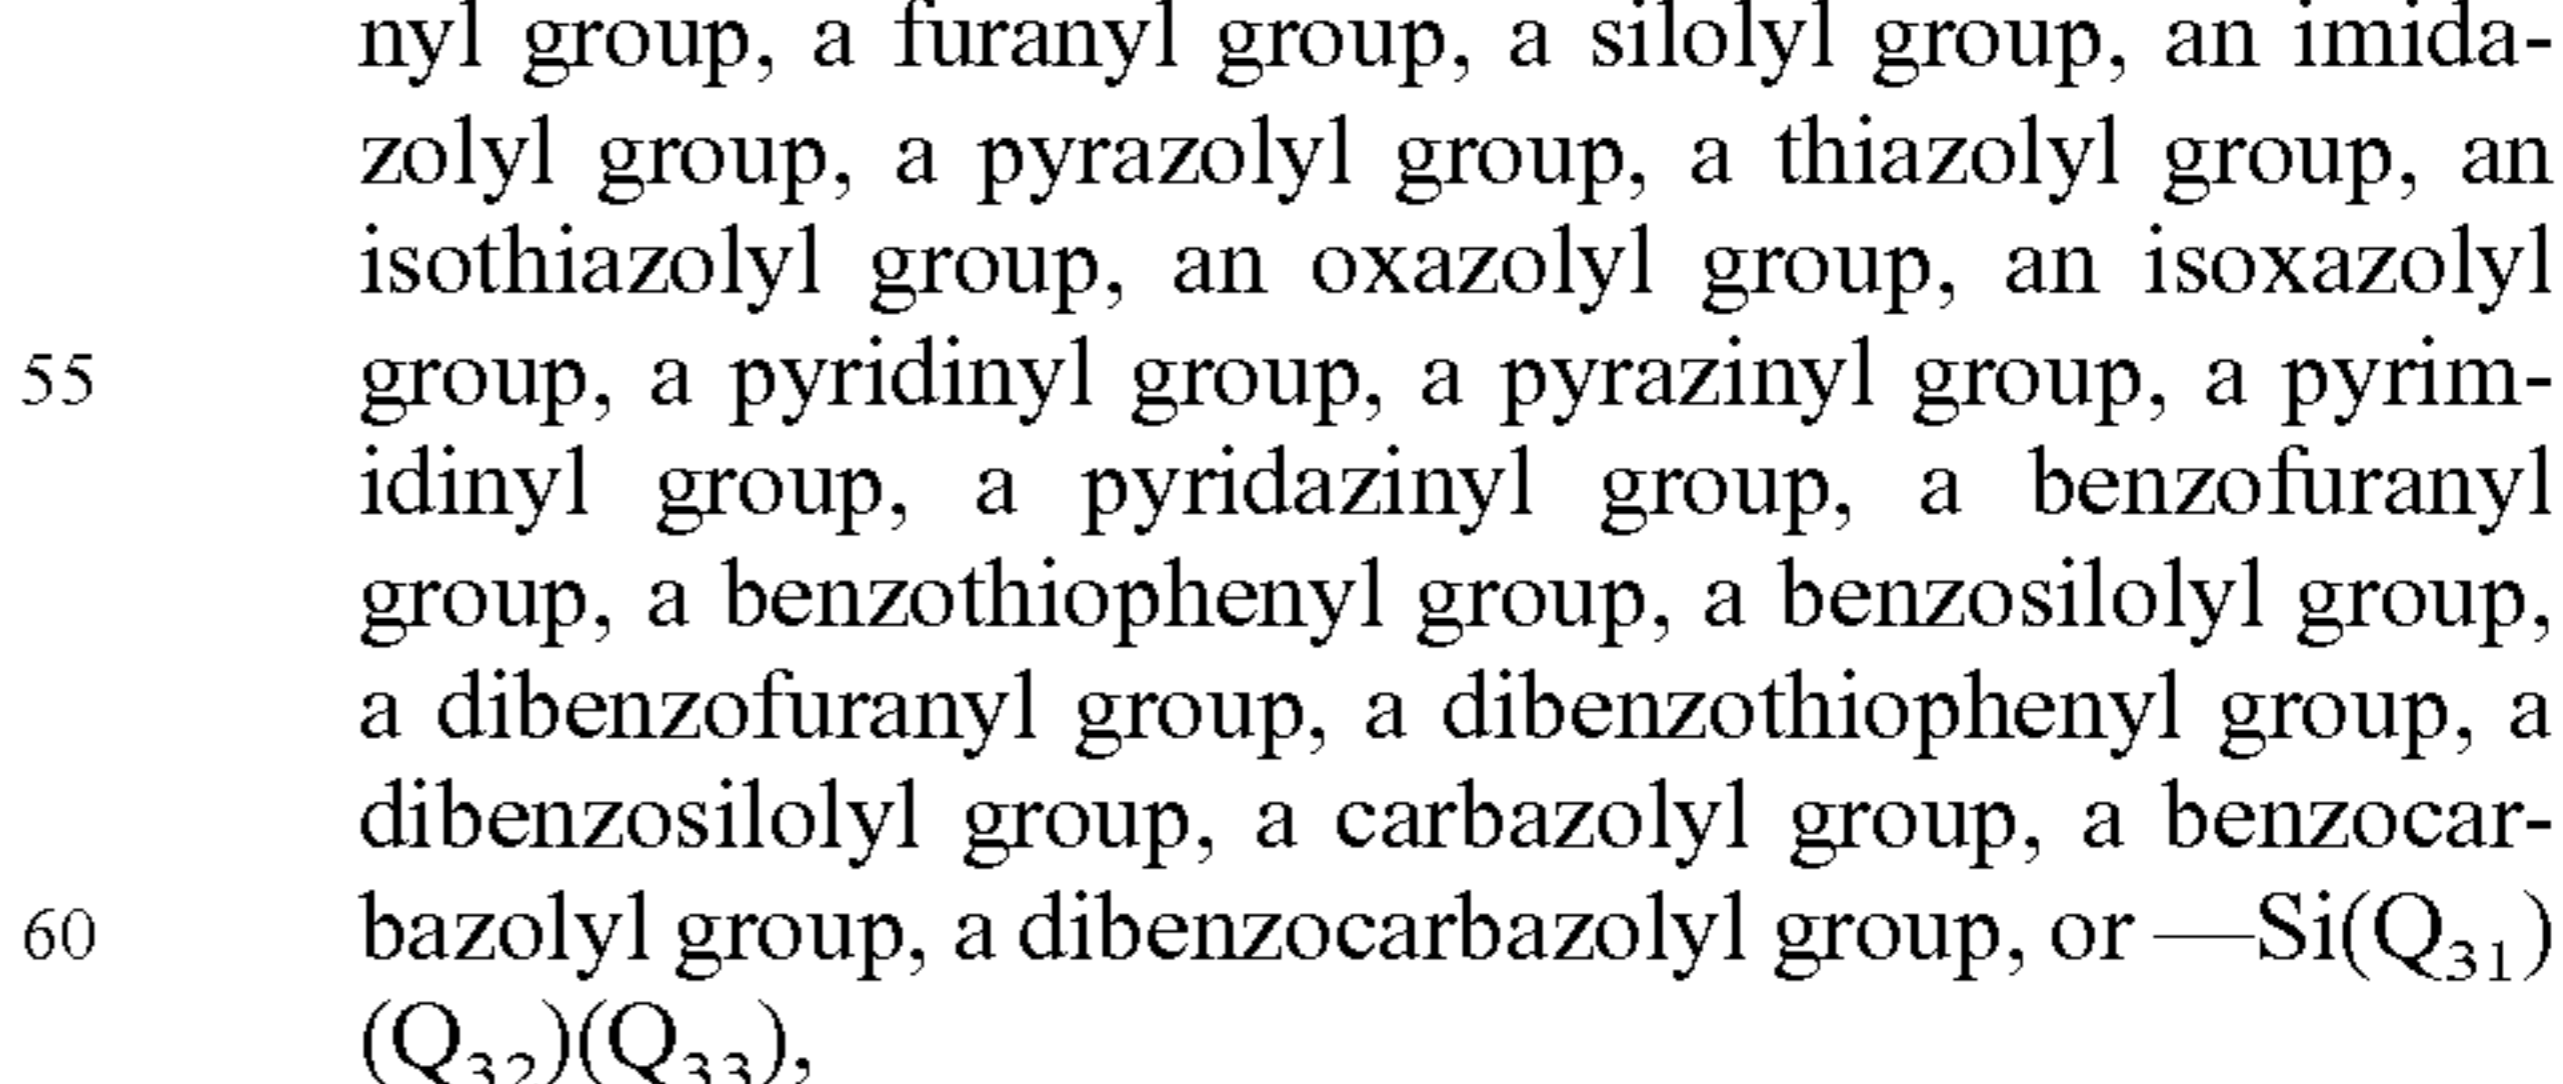 nyl group, a furanyl group, a silolyl group, an imida-
zolyl group, a pyrazolyl group, a thiazolyl group, an
isothiazolyl group, an oxazolyl group, an isoxazolyl
55 group, a pyridinyl group, a pyrazinyl group, a pyrim-
idinyl group, a pyridazinyl group, a benzofuranyl
group, a benzothiophenyl group, a benzosilolyl group,
a dibenzofuranyl group, a dibenzothiophenyl group, a
dibenzosilolyl group, a carbazolyl group, a benzocar-
60 bazolyl group, a dibenzocarbazolyl group, or —Si(Q₃₁)
(Q₃₂)(Q₃₃),